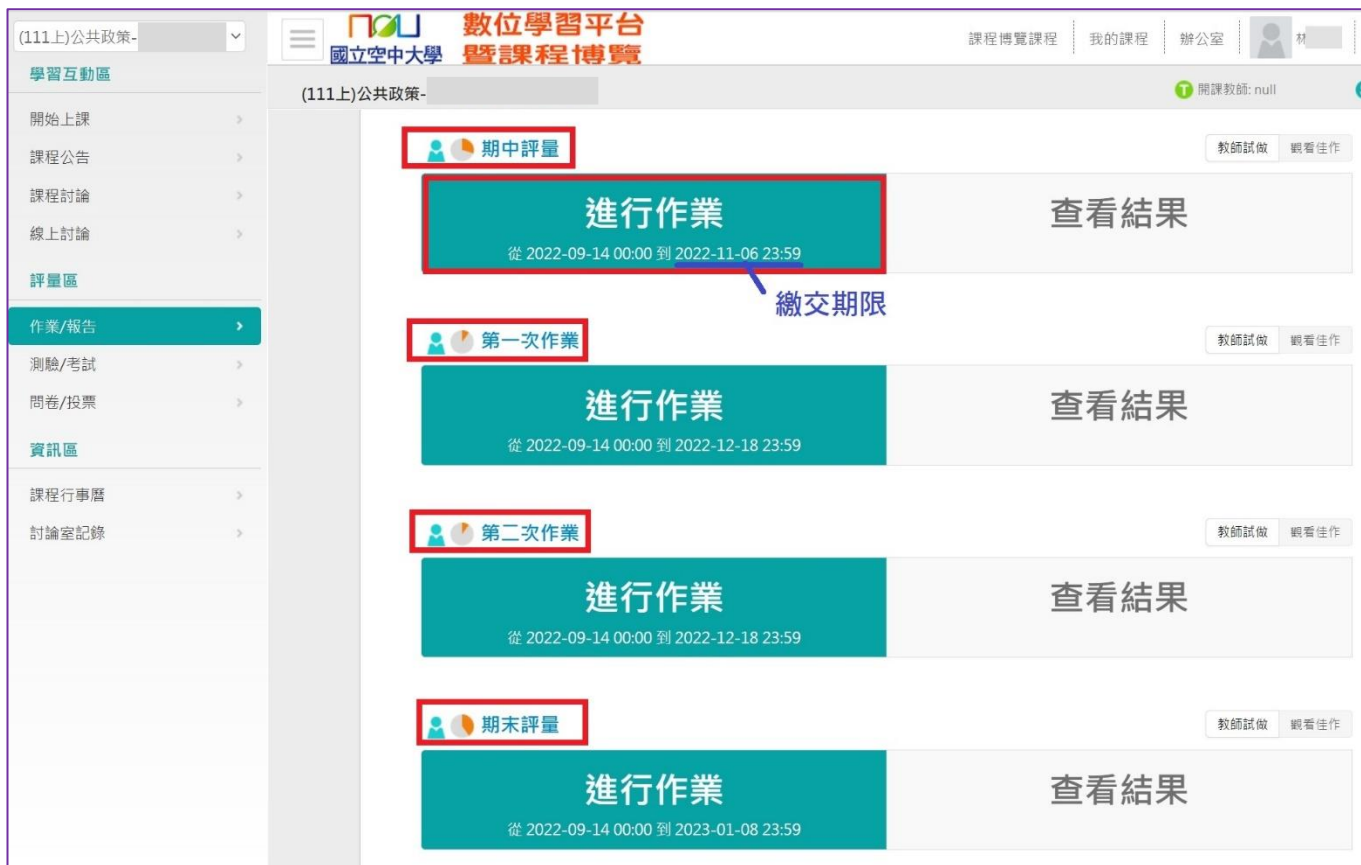 (111上)公共政策-
學習互動區
開始上課
課程公告
課程討論
線上討論
評量區
作業/報告
測驗/考試
問卷/投票
資訊區
課程行事曆
討論室記錄
nou
國立空中大學
數位學習平台
暨課程博覽
課程博覽課程
我的課程
辦公室
林
(111上)公共政策-
T 開課教師: null
期中評量
教師試做
觀看佳作
進行作業
查看結果
從 2022-09-14 00:00 到 2022-11-06 23:59
繳交期限
第一次作業
教師試做
觀看佳作
進行作業
查看結果
從 2022-09-14 00:00 到 2022-12-18 23:59
第二次作業
教師試做
觀看佳作
進行作業
查看結果
從 2022-09-14 00:00 到 2022-12-18 23:59
期末評量
教師試做
觀看佳作
進行作業
查看結果
從 2022-09-14 00:00 到 2023-01-08 23:59